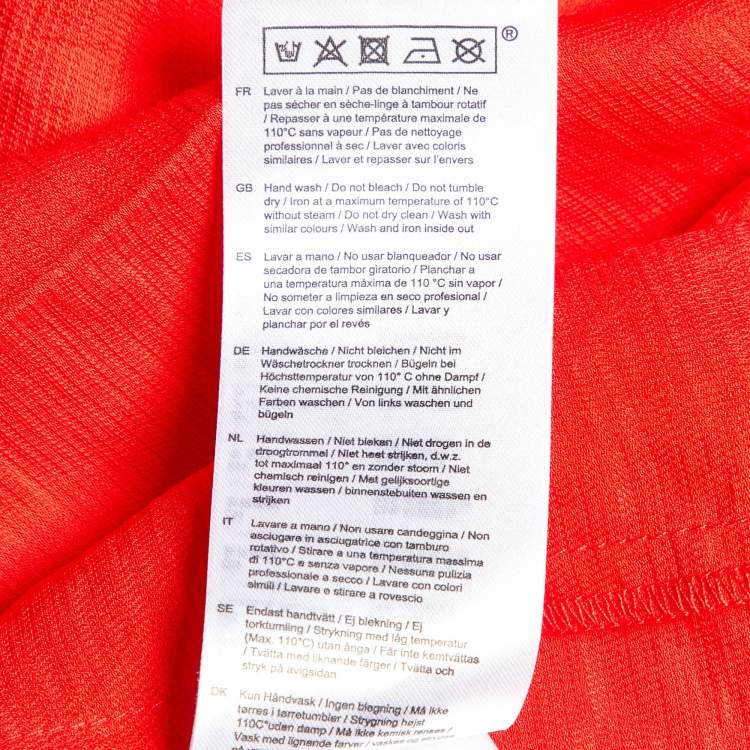 ®
FR Laver à la main / Pas de blanchiment / Ne
pas sécher en sèche-linge à tambour rotatif
/ Repasser à une température maximale de
110°C sans vapeur / Pas de nettoyage
professionnel à sec / Laver avec coloris
similaires / Laver et repasser sur l'envers
GB Hand wash / Do not bleach / Do not tumble
dry / Iron at a maximum temperature of 110°C
without steam / Do not dry clean / Wash with
similar colours / Wash and iron inside out
ES Lavar a mano / No usar blanqueador / No usar
secadora de tambor giratorio / Planchar a
una temperatura máxima de 110 °C sin vapor /
No someter a limpieza en seco profesional /
Lavar con colores similares / Lavar y
planchar por el revés
DE Handwäsche / Nicht bleichen / Nicht im
Wäschetrockner trocknen / Bügeln bei
Höchsttemperatur von 110° C ohne Dampf /
Keine chemische Reinigung / Mit ähnlichen
Farben waschen / Von links waschen und
bügeln
NL Handwassen / Niet bleken / Niet drogen in de
droogtrommel / Niet heet strijken, d.w.z.
tot maximaal 110° en zonder stoom / Niet
chemisch reinigen / Met gelijksoortige
kleuren wassen / binnenstebuiten wassen en
strijken
IT Lavare a mano / Non usare candeggina / Non
asciugare in asciugatrice con tamburo
rotativo / Stirare a una temperatura massima
di 110°C e senza vapore / Nessuna pulizia
professionale a secco / Lavare con colori
simili / Lavare e stirare a rovescio
SE Endast handtvätt / Ej blekning / Ej
torktumling / Strykning med låg temperatur
(Max. 110°C) utan ånga / Får inte kemtvättas
/ Tvätta med liknande färger / Tvätta och
stryk på avigsidan
DK Kun Håndvask / Ingen blegning / Må ikke
tørres i tørretumbler / Strygning højst
110C°uden damp / Må ikke kemisk renses /
Vask med lignende farver / vaskes og